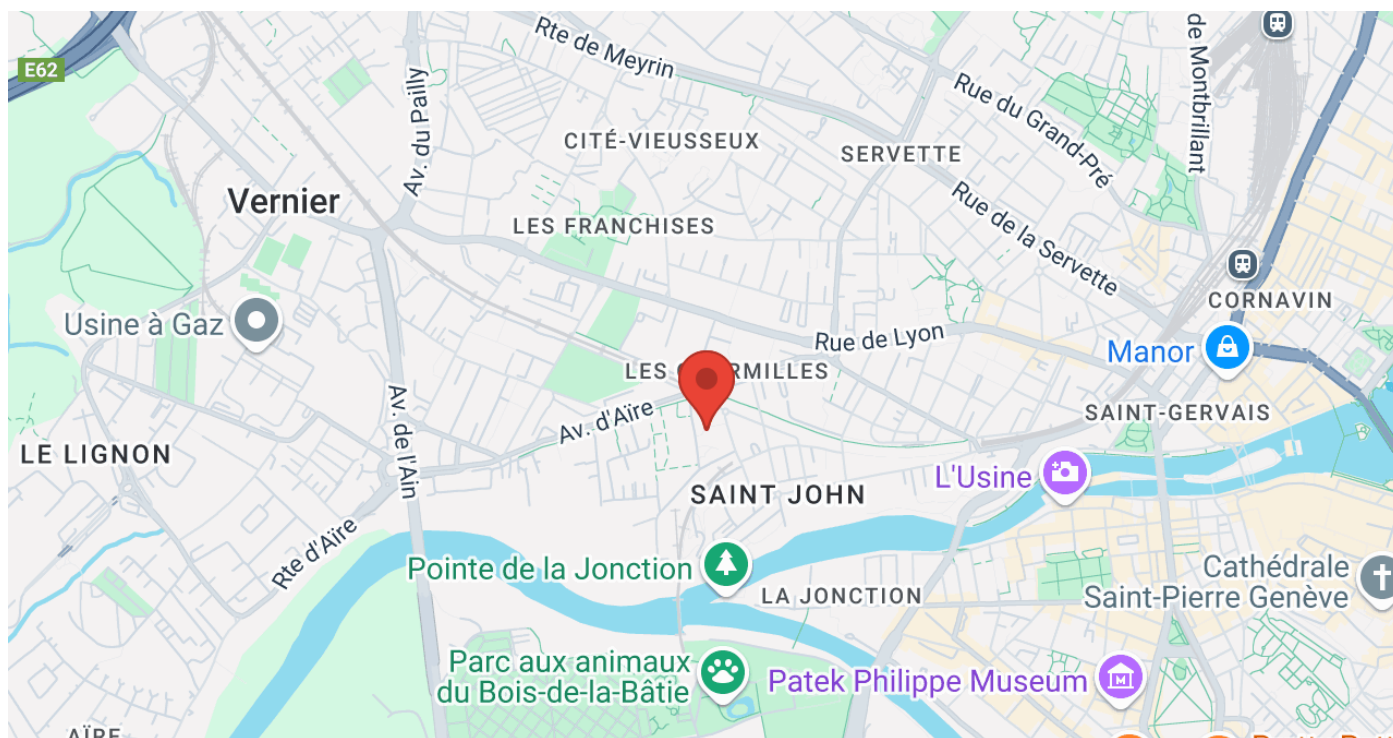 E62
Rte de Meyrin
de Montbrillant
Av. du Pailly
Rue du Grand-Pré
CITÉ-VIEUSSEUX
SERVETTE
Vernier
Rue de la Servette
LES FRANCHISES
CORNAVIN
Usine à Gaz
Rue de Lyon
Manor
LES
RMILLES
Av. d'Aïre
SAINT-GERVAIS
Av. de l'Ain
LE LIGNON
L'Usine
SAINT JOHN
Rte d'Aïre
Pointe de la Jonction
LA JONCTION
Cathédrale
Saint-Pierre Genève
Parc aux animaux
du Bois-de-la-Bâtie
Patek Philippe Museum
M
AÏRE